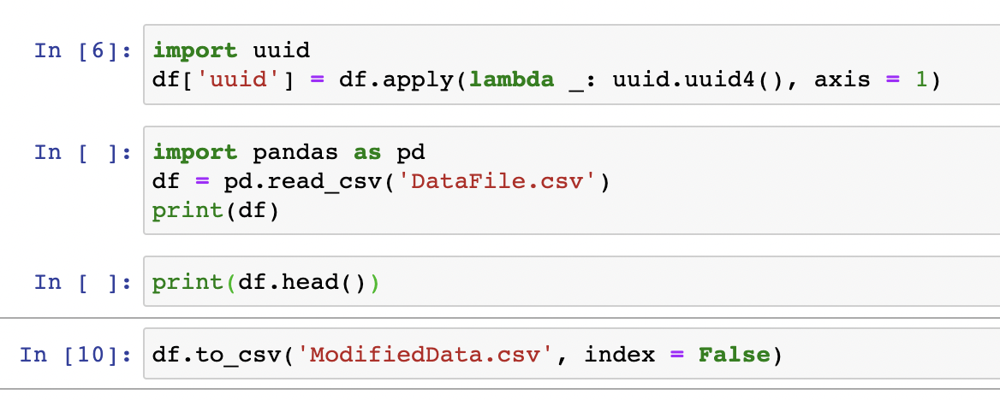 In [6]: import uuid
df['uuid'] = df.apply(lambda _: uuid.uuid4(), axis = 1)
In [ ]: import pandas as pd
df = pd.read_csv('DataFile.csv')
print(df)
In [ ]: print(df.head())
In [10]: df.to_csv('ModifiedData.csv', index = False)